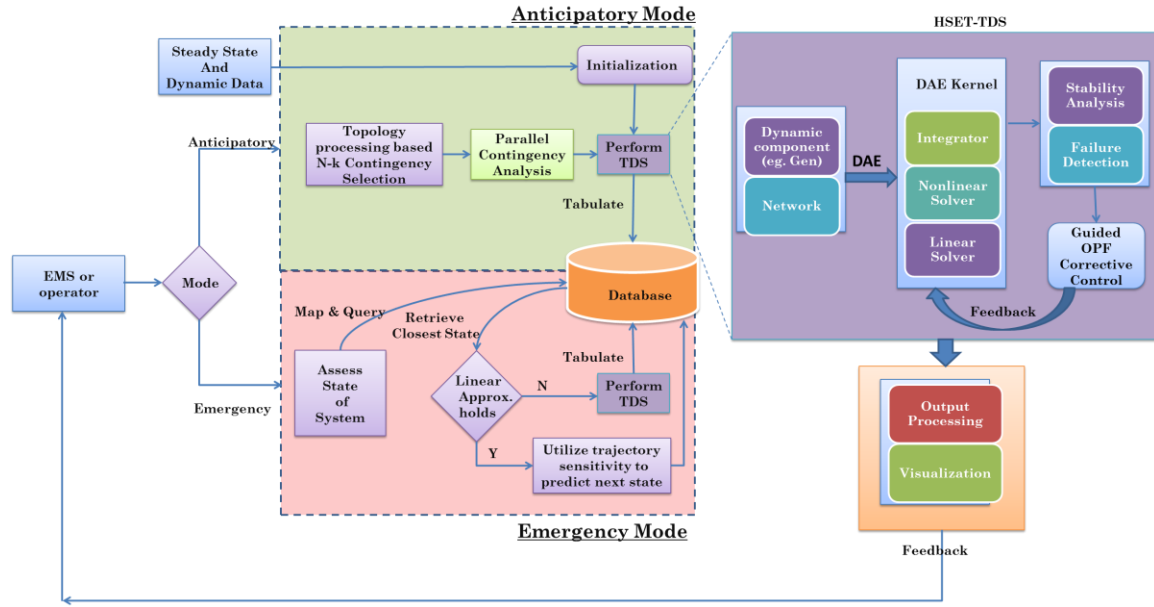 Anticipatory Mode
HSET-TDS
Steady State
And
Dynamic Data
Initialization
DAE Kernel
Stability
Analysis
Anticipatory
Topology
processing based
N-k Contingency
Selection
Parallel
Contingency
Analysis
Perform
TDS
Dynamic
component
(eg. Gen)
DAE
Integrator
Failure
Detection
Network
Nonlinear
Solver
Tabulate
Linear
Solver
Guided
OPF
Corrective
Control
EMS or
operator
Mode
Database
Feedback
Map & Query
Retrieve
Closest State
Tabulate
Assess
State
of
System
Linear
Approx.
holds
N
Perform
TDS
Emergency
Output
Processing
Y
Utilize trajectory
sensitivity to
predict next state
Visualization
Emergency Mode
Feedback